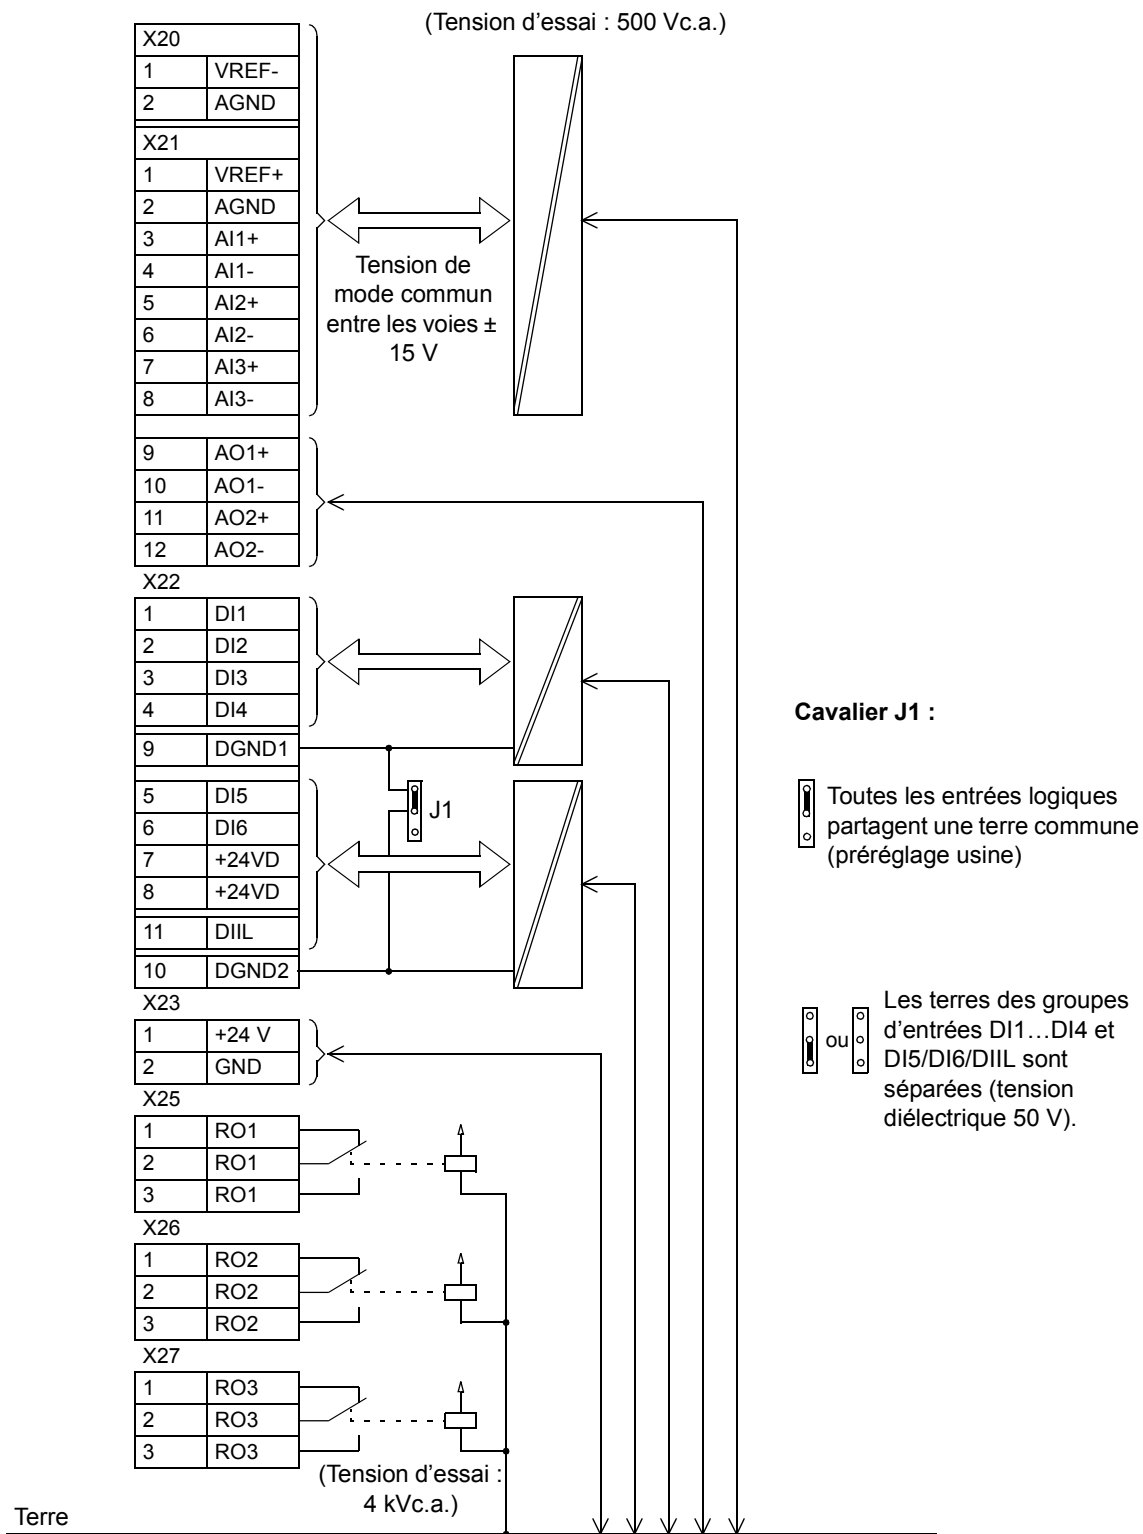 (Tension d’essai : 500 Vc.a.)
X20
1 VREF-
2 AGND
X21
1 VREF+
2 AGND
3 AI1+
4 AI1-
5 AI2+
6 AI2-
7 AI3+
8 AI3-
Tension de
mode commun
entre les voies ±
15 V
9 AO1+
10 AO1-
11 AO2+
12 AO2-
X22
1 DI1
2 DI2
3 DI3
4 DI4
9 DGND1
5 DI5
6 DI6
7 +24VD
8 +24VD
11 DIIL
10 DGND2
J1
X23
1 +24 V
2 GND
X25
1 RO1
2 RO1
3 RO1
X26
1 RO2
2 RO2
3 RO2
X27
1 RO3
2 RO3
3 RO3
(Tension d’essai :
4 kVc.a.)
Terre
Cavalier J1 :
Toutes les entrées logiques
partagent une terre commune
(préréglage usine)
ou
Les terres des groupes
d’entrées DI1…DI4 et
DI5/DI6/DIIL sont
séparées (tension
diélectrique 50 V).